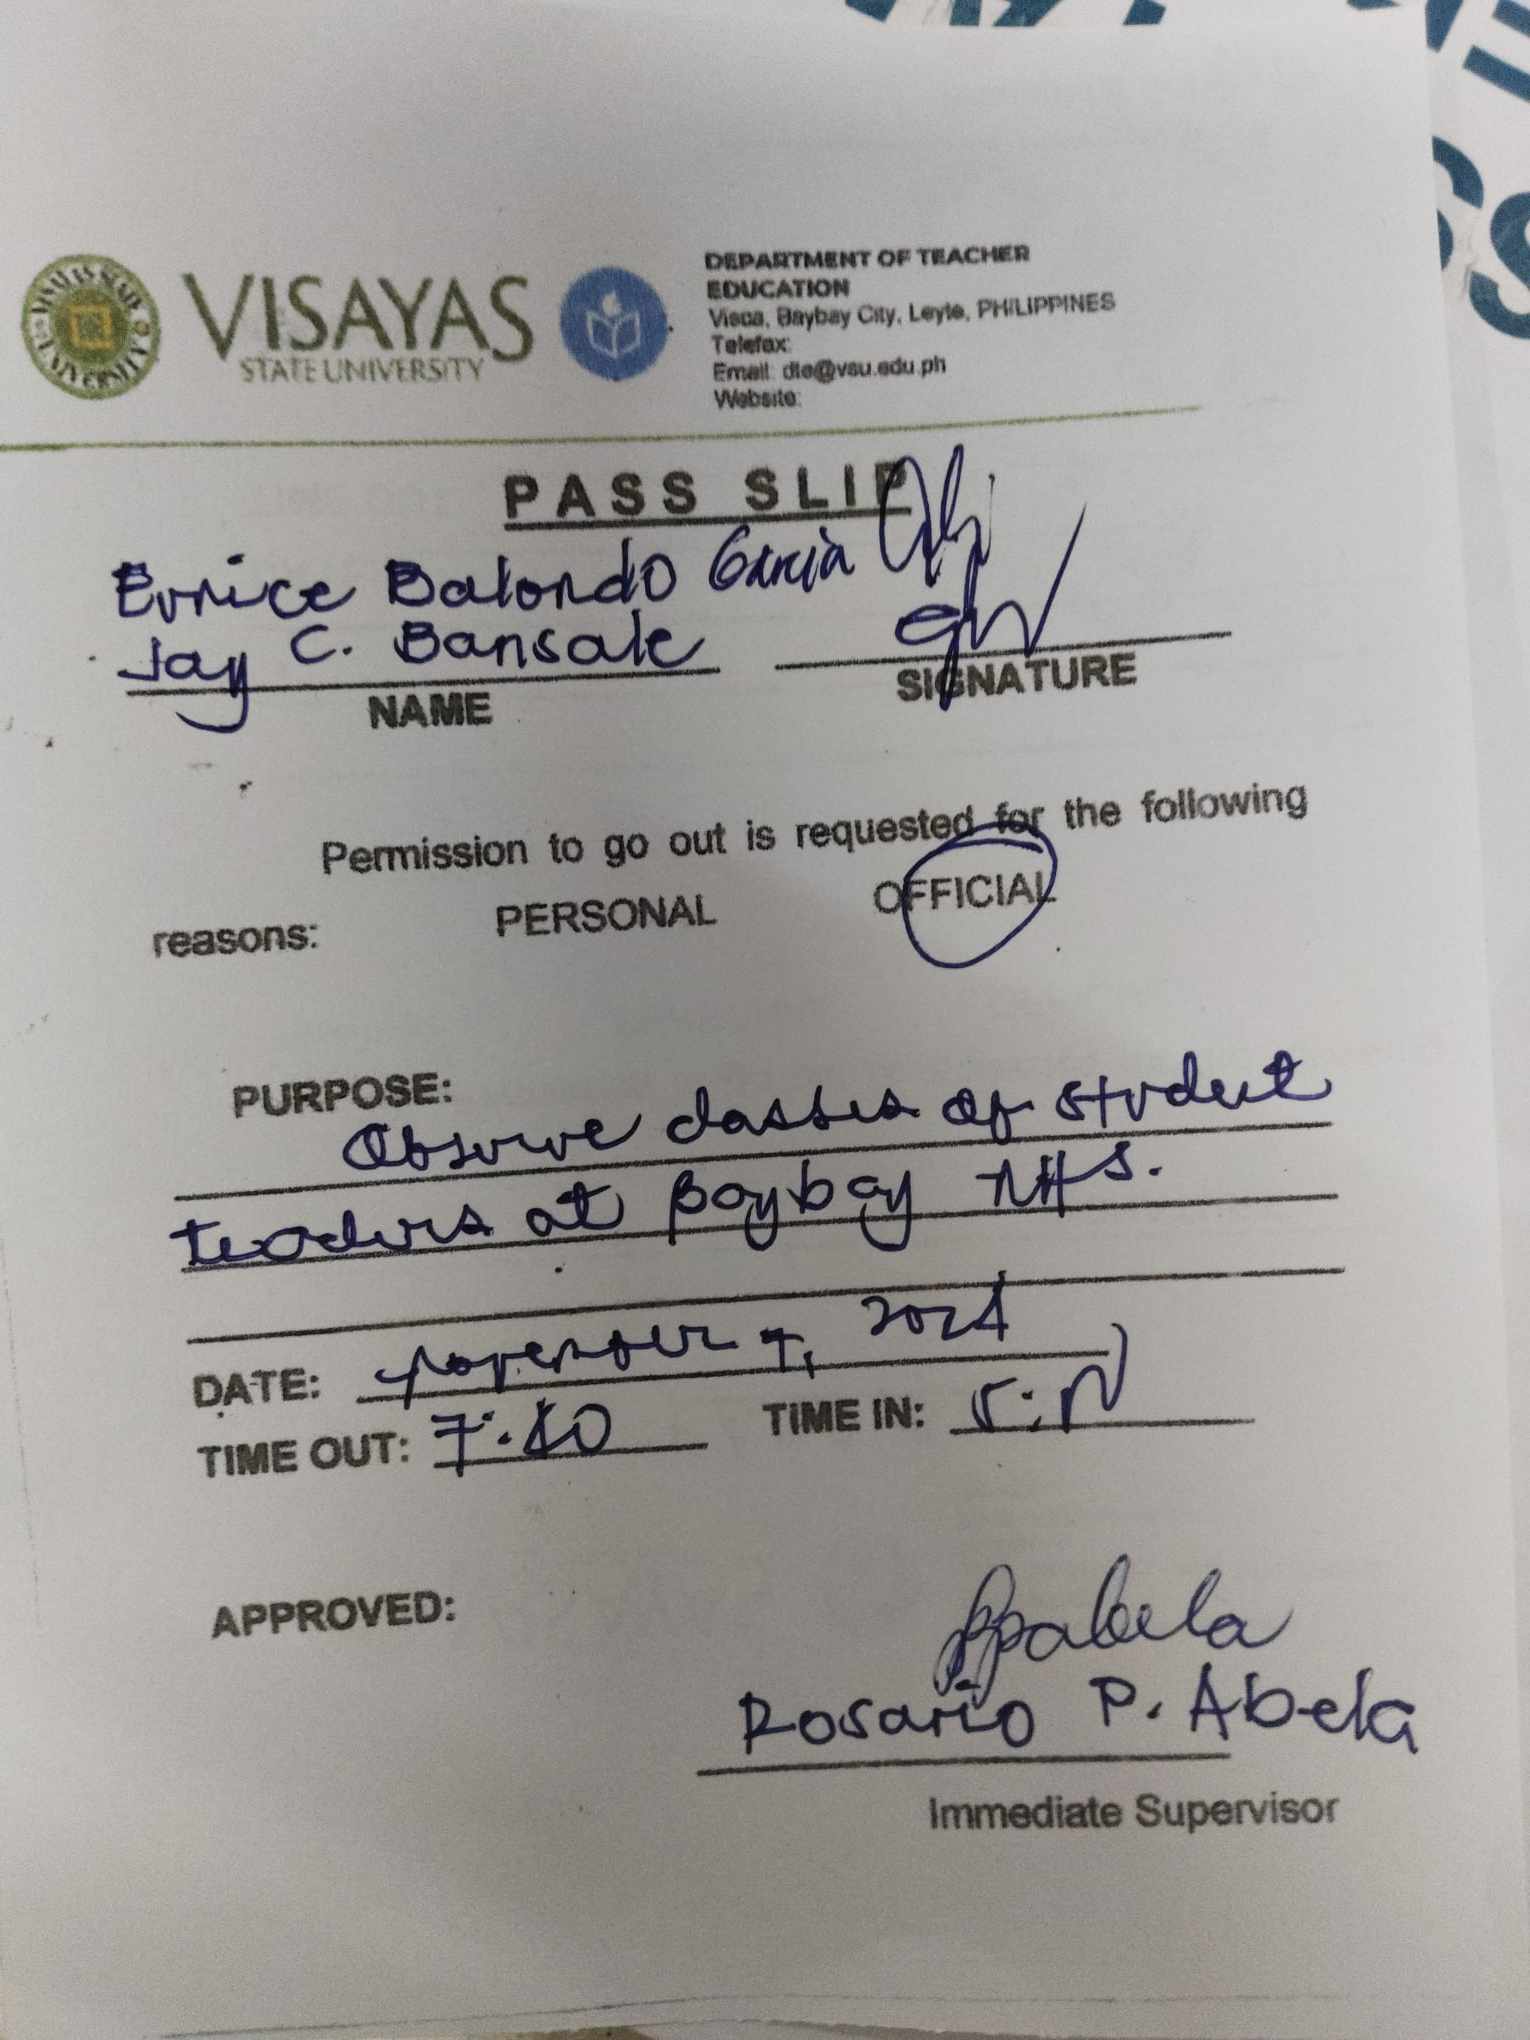 VISAYAS
STATE UNIVERSITY
DEPARTMENT OF TEACHER
EDUCATION
Visca, Baybay City, Leyte, PHILIPPINES
Telefax:
Email: dte@vsu.edu.ph
Website:
PASS SLIP
Eunice Balondo Garcia
Jay C. Bansale
NAME
SIGNATURE
Permission to go out is requested for the following
reasons: PERSONAL OFFICIAL
PURPOSE:
Observe classes of student
teachers at Baybay NHS.
DATE: November 7, 2024
TIME OUT: 7:40 TIME IN:
APPROVED:
Rosario P. Abela
Immediate Supervisor